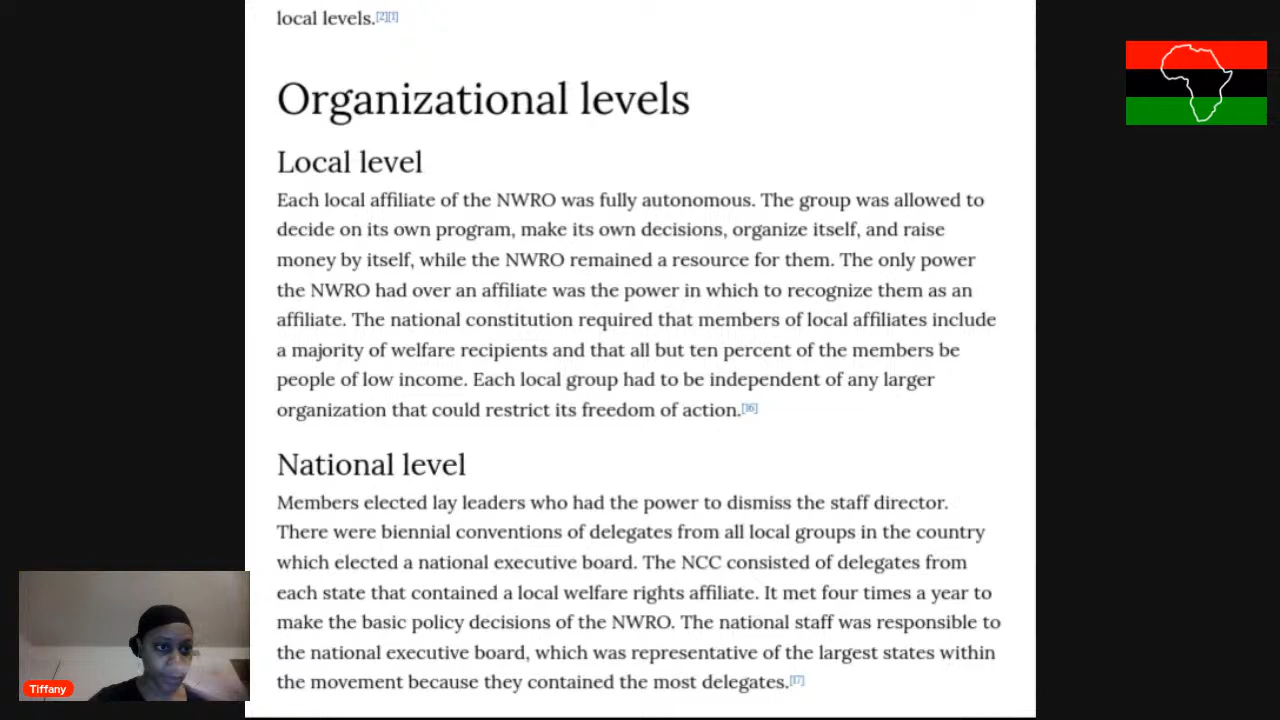 local levels.[2][1]
Organizational levels
Local level
Each local affiliate of the NWRO was fully autonomous. The group was allowed to
decide on its own program, make its own decisions, organize itself, and raise
money by itself, while the NWRO remained a resource for them. The only power
the NWRO had over an affiliate was the power in which to recognize them as an
affiliate. The national constitution required that members of local affiliates include
a majority of welfare recipients and that all but ten percent of the members be
people of low income. Each local group had to be independent of any larger
organization that could restrict its freedom of action.[16]
National level
Members elected lay leaders who had the power to dismiss the staff director.
There were biennial conventions of delegates from all local groups in the country
which elected a national executive board. The NCC consisted of delegates from
each state that contained a local welfare rights affiliate. It met four times a year to
make the basic policy decisions of the NWRO. The national staff was responsible to
the national executive board, which was representative of the largest states within
the movement because they contained the most delegates.[17]
Tiffany